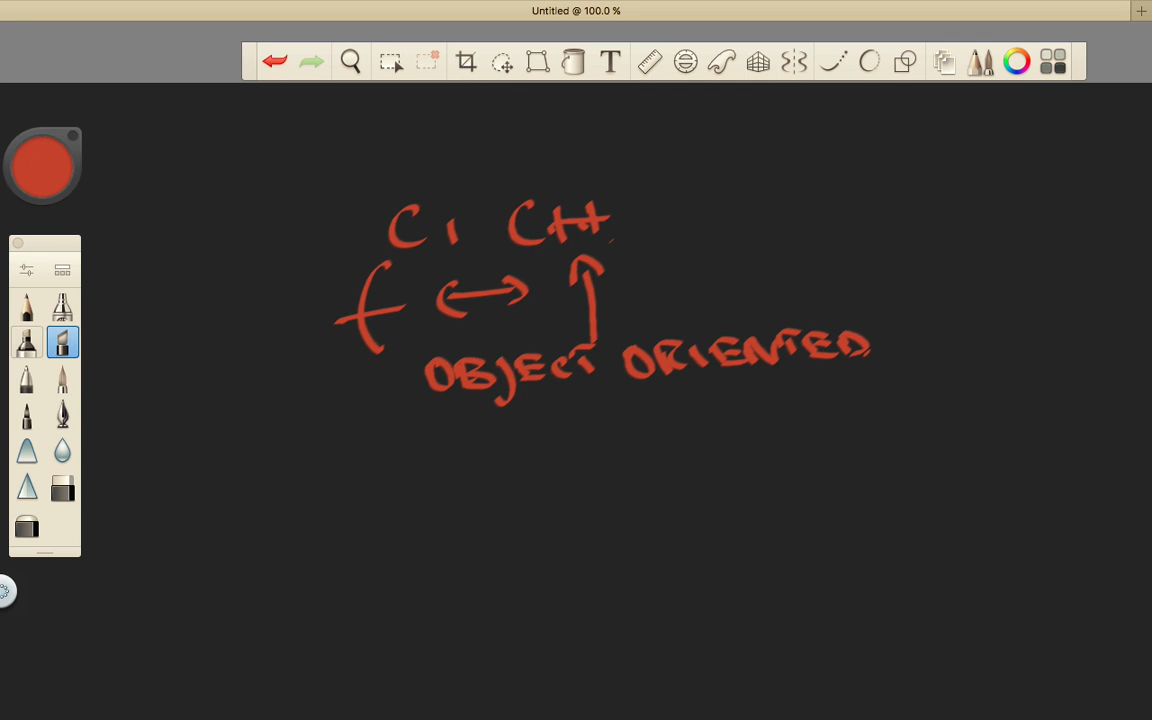 Untitled @ 100.0 %
T
C, C++
OBJECT ORIENTED